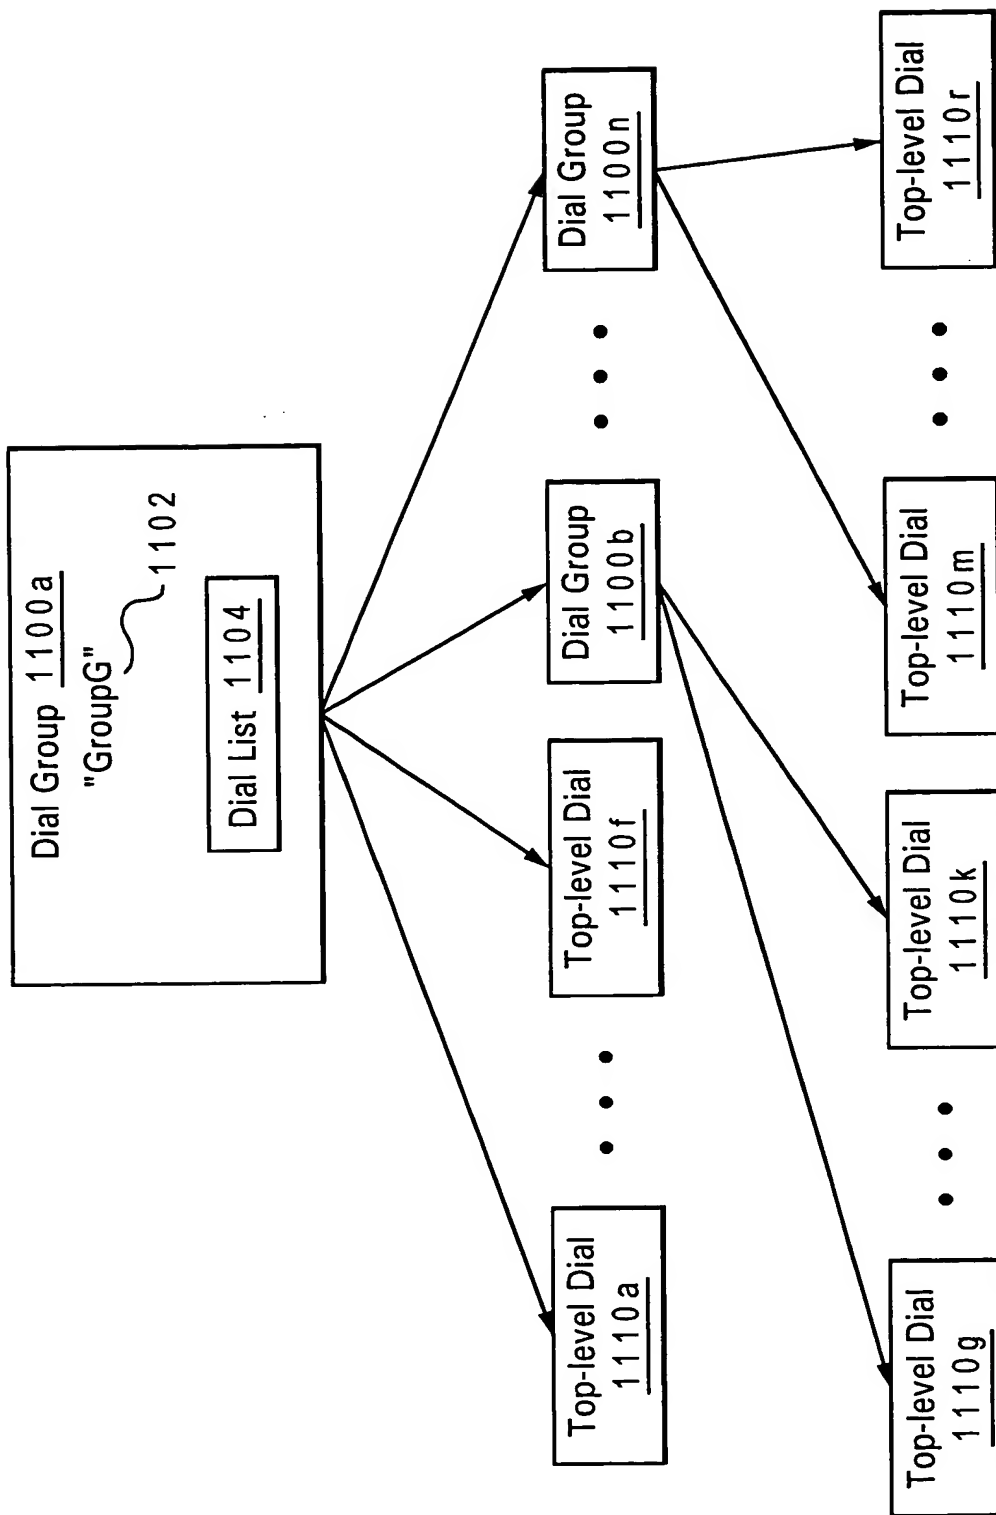 Dial Group 1100a
"GroupG"
1102
Dial List 1104
Top-level Dial
1110a
Top-level Dial
1110f
Dial Group
1100b
Dial Group
1100n
Top-level Dial
1110g
Top-level Dial
1110k
Top-level Dial
1110m
Top-level Dial
1110r